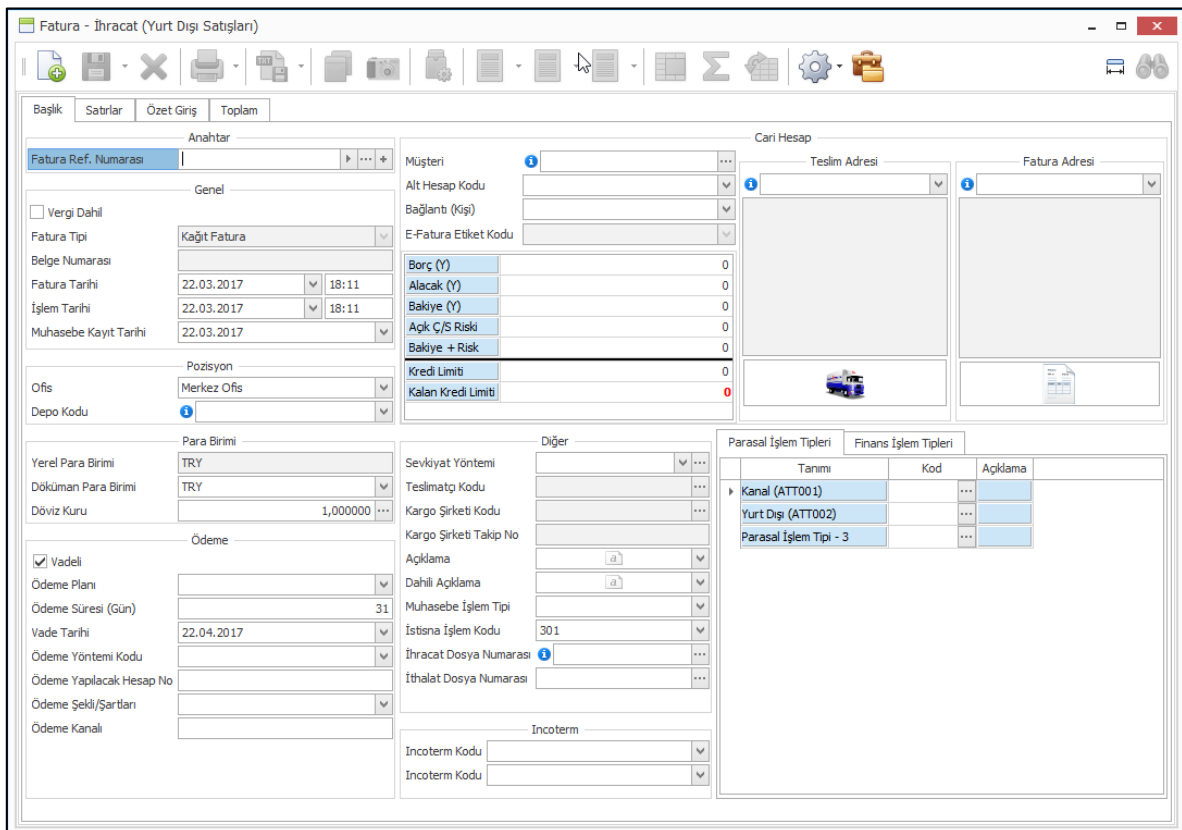 Fatura - İhracat (Yurt Dışı Satışları)
Başlık Satırlar Özet Giriş Toplam
Anahtar
Fatura Ref. Numarası
Genel
Vergi Dahil
Fatura Tipi Kağıt Fatura
Belge Numarası
Fatura Tarihi 22.03.2017 18:11
İşlem Tarihi 22.03.2017 18:11
Muhasebe Kayıt Tarihi 22.03.2017
Pozisyon
Ofis Merkez Ofis
Depo Kodu
Para Birimi
Yerel Para Birimi TRY
Döküman Para Birimi TRY
Döviz Kuru 1,000000
Ödeme
Vadeli
Ödeme Planı
Ödeme Süresi (Gün) 31
Vade Tarihi 22.04.2017
Ödeme Yöntemi Kodu
Ödeme Yapılacak Hesap No
Ödeme Şekli/Şartları
Ödeme Kanalı
Cari Hesap
Müşteri
Alt Hesap Kodu
Bağlantı (Kişi)
E-Fatura Etiket Kodu
Borç (Y) 0
Alacak (Y) 0
Bakiye (Y) 0
Açık Ç/S Riski 0
Bakiye + Risk 0
Kredi Limiti 0
Kalan Kredi Limiti 0
Teslim Adresi
Fatura Adresi
Diğer
Sevkiyat Yöntemi
Teslimatçı Kodu
Kargo Şirketi Kodu
Kargo Şirketi Takip No
Açıklama a
Dahili Açıklama a
Muhasebe İşlem Tipi
İstisna İşlem Kodu 301
İhracat Dosya Numarası
İthalat Dosya Numarası
Incoterm
Incoterm Kodu
Incoterm Kodu
Parasal İşlem Tipleri Finans İşlem Tipleri
Tanımı Kod Açıklama
Kanal (ATT001)
Yurt Dışı (ATT002)
Parasal İşlem Tipi - 3